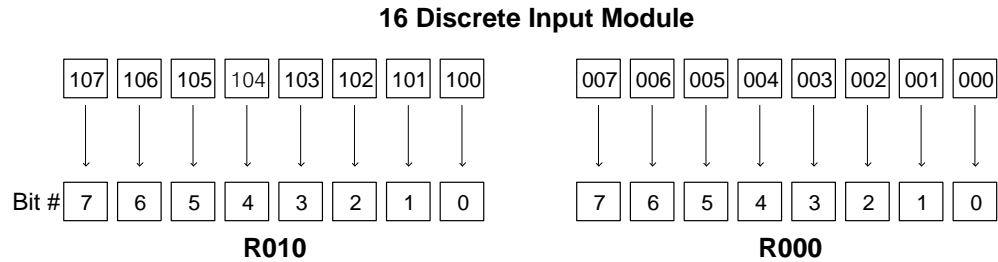 16 Discrete Input Module
107 106 105 104 103 102 101 100 007 006 005 004 003 002 001 000
Bit # 7 6 5 4 3 2 1 0 7 6 5 4 3 2 1 0
R010 R000